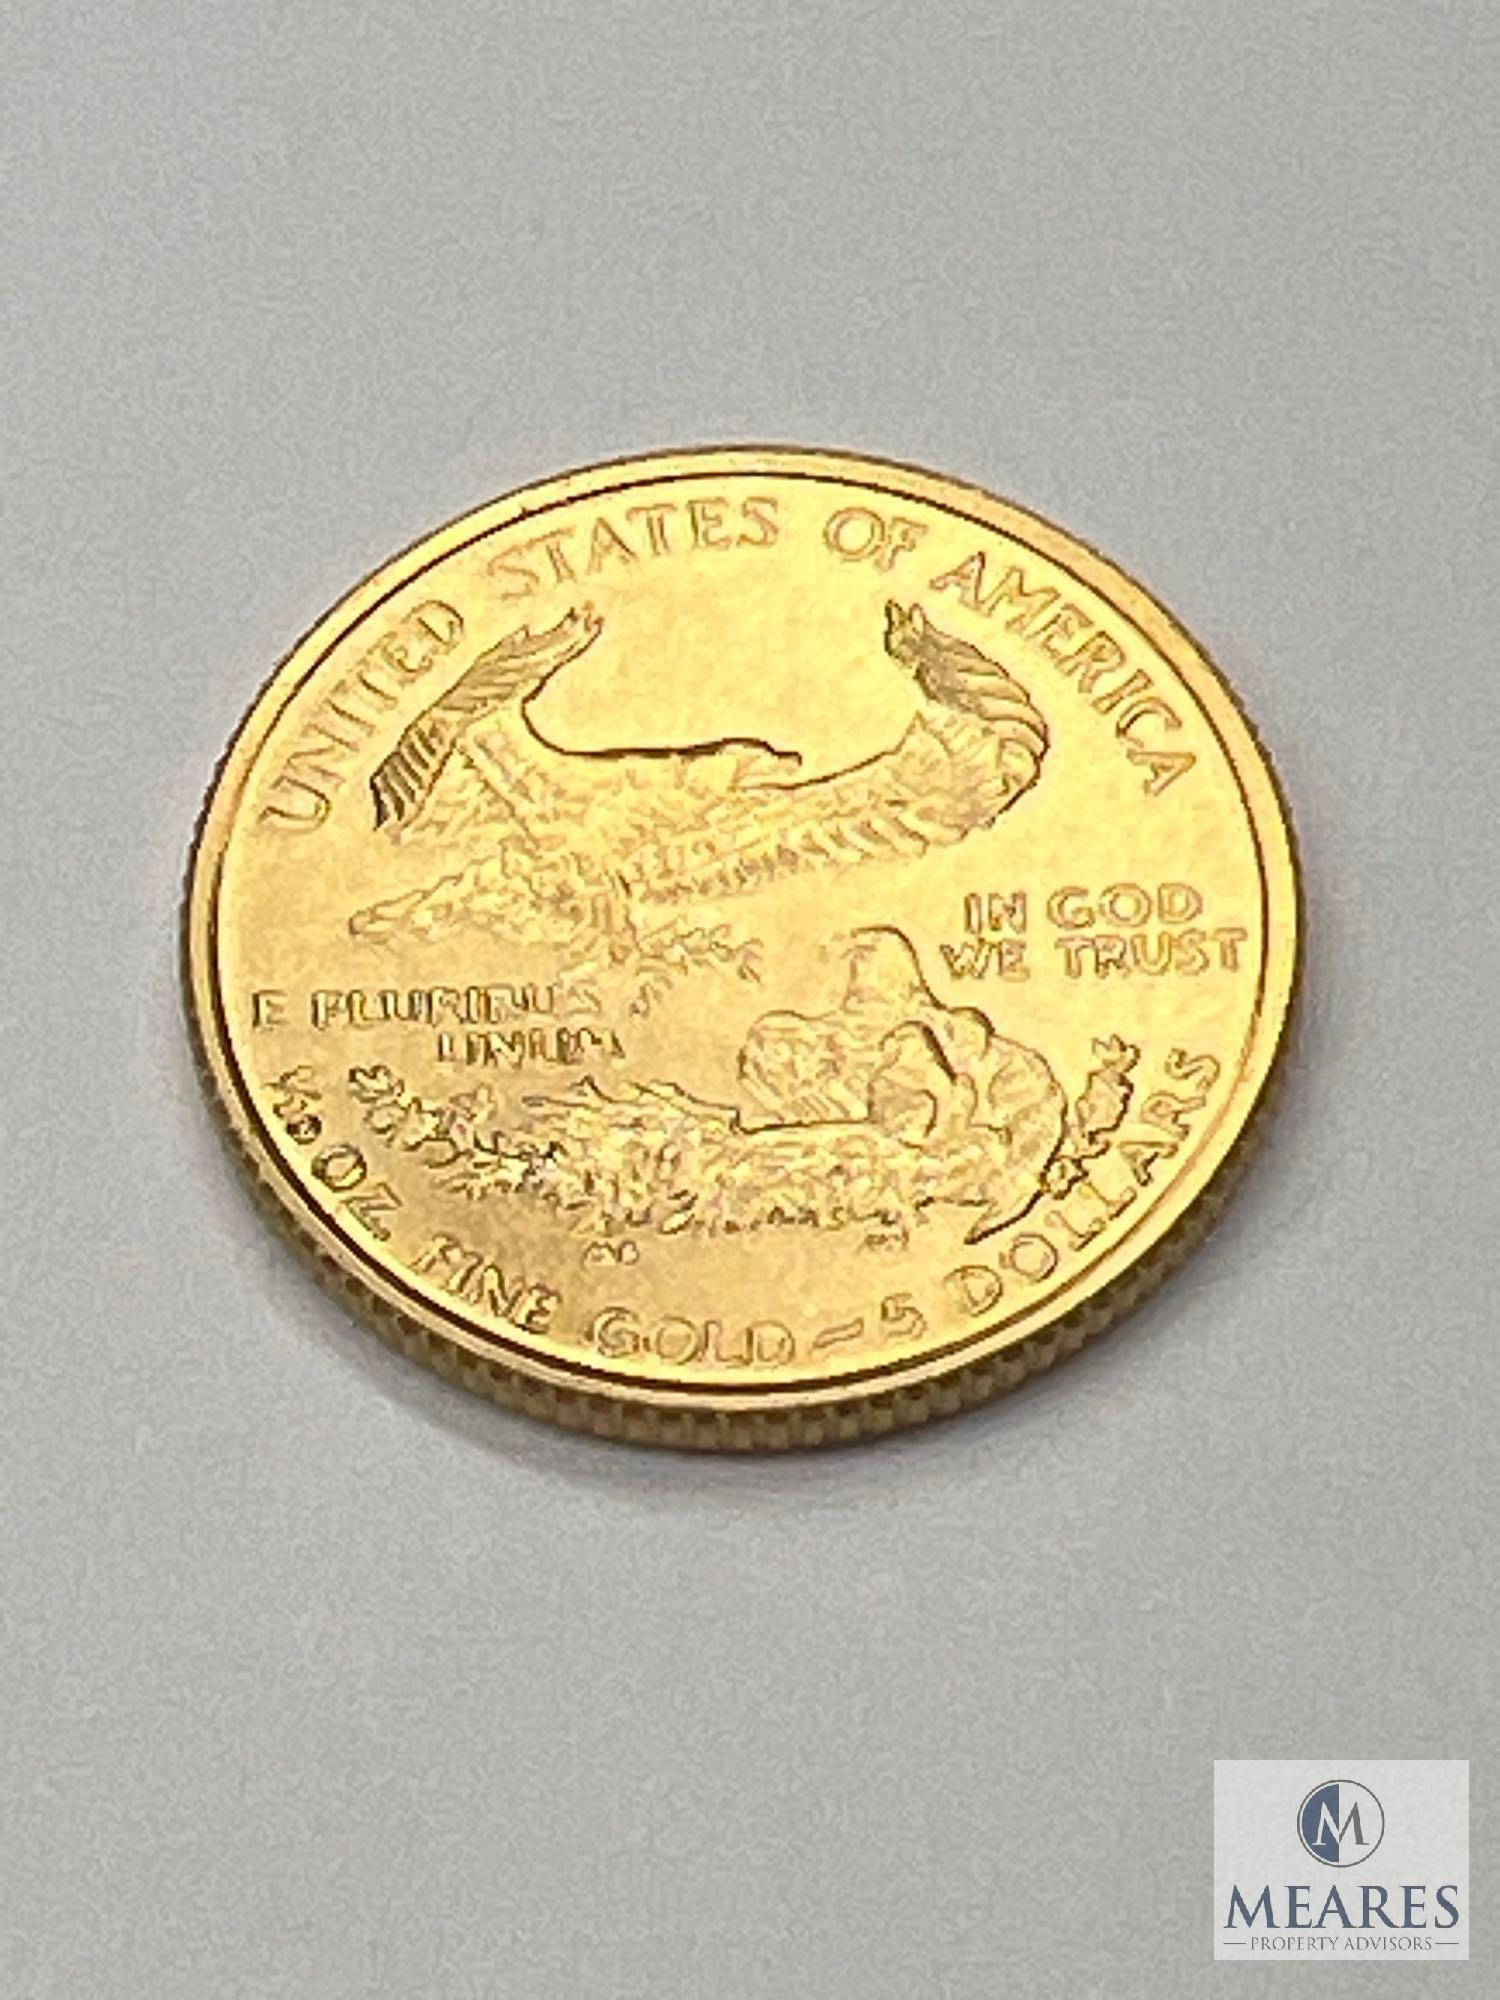 UNITED STATES OF AMERICA
IN GOD
WE TRUST
E PLURIBUS
UNUM
1/10 OZ. FINE GOLD – 5 DOLLARS
M
MEARES
PROPERTY ADVISORS